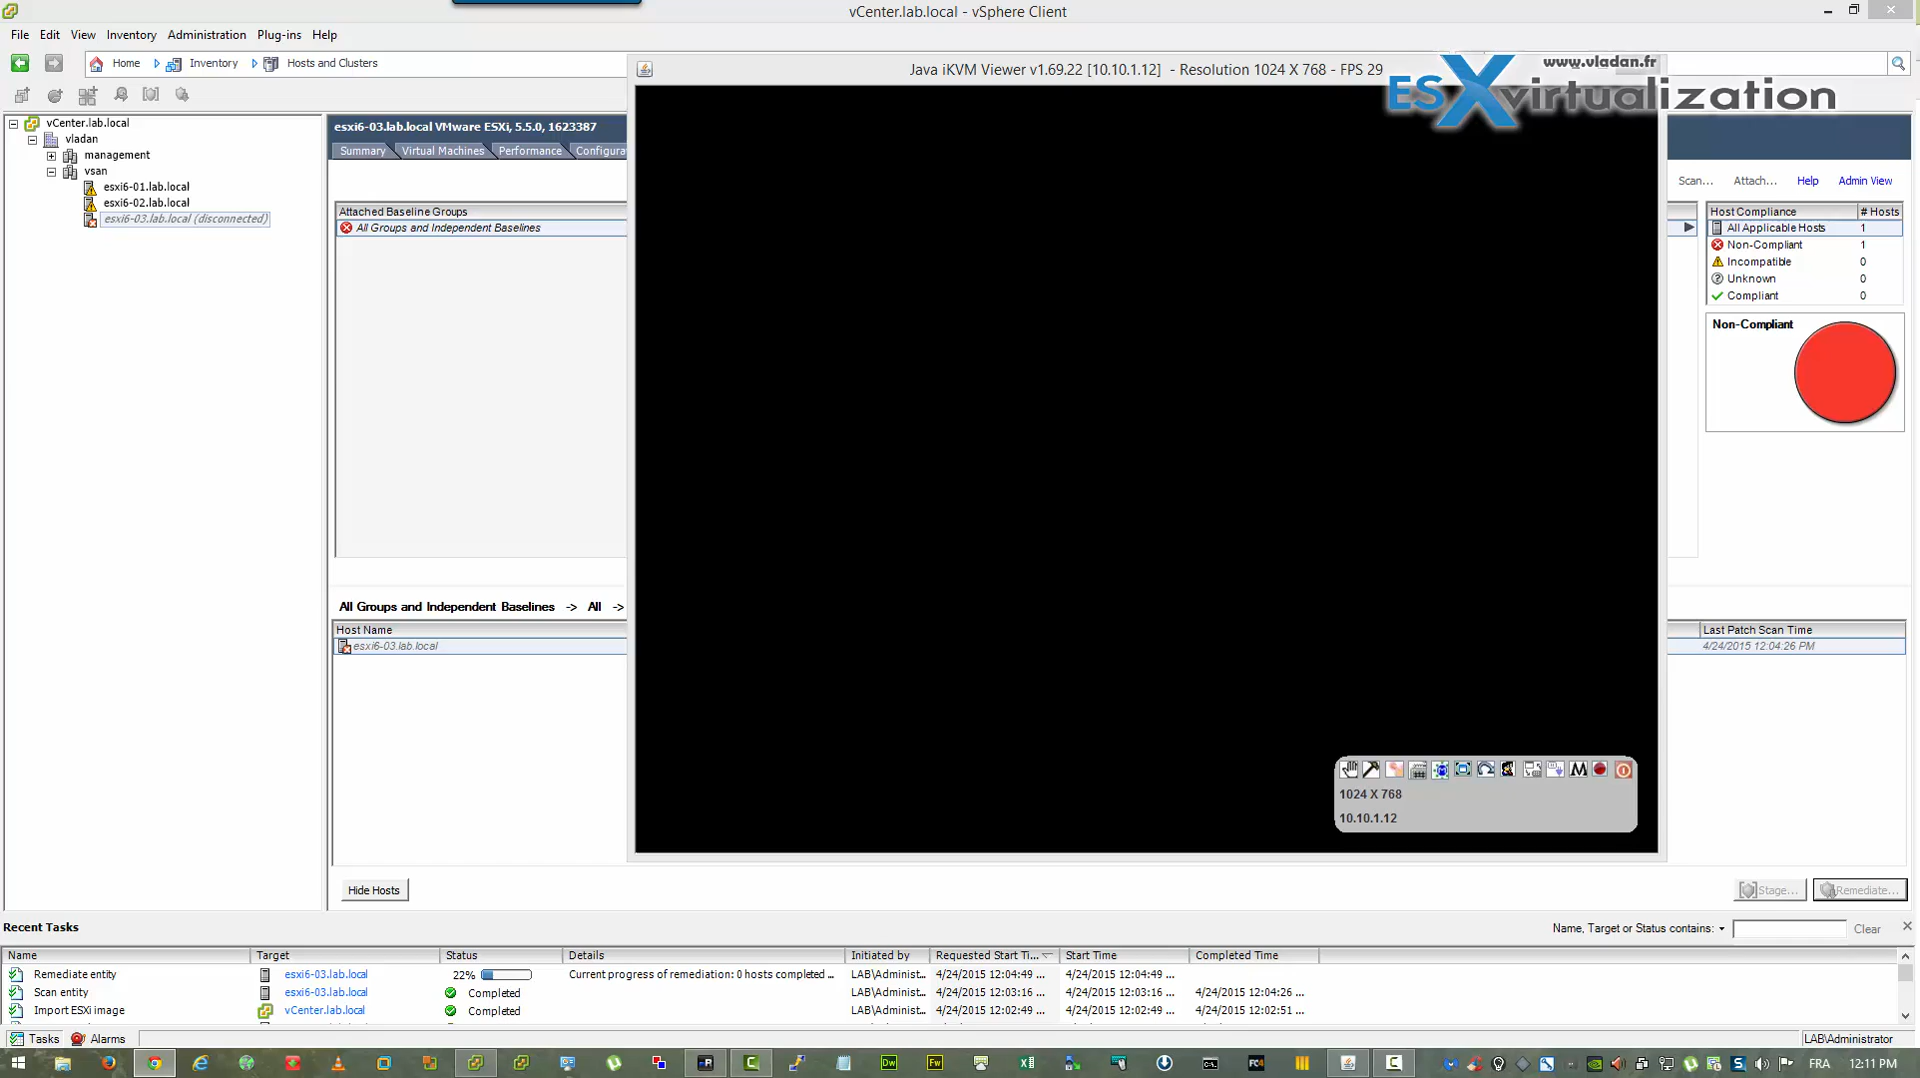 vCenter.lab.local - vSphere Client
File Edit View Inventory Administration Plug-ins Help
Home Inventory Hosts and Clusters
Java iKVM Viewer v1.69.22 [10.10.1.12] - Resolution 1024 X 768 - FPS 29
www.vladan.fr
ESXvirtualization
vCenter.lab.local
vladan
management
vsan
esxi6-01.lab.local
esxi6-02.lab.local
esxi6-03.lab.local (disconnected)
esxi6-03.lab.local VMware ESXi, 5.5.0, 1623387
Summary Virtual Machines Performance Configurat
Scan... Attach... Help Admin View
Attached Baseline Groups
All Groups and Independent Baselines
Host Compliance # Hosts
All Applicable Hosts 1
Non-Compliant 1
Incompatible 0
Unknown 0
Compliant 0
Non-Compliant
All Groups and Independent Baselines -> All ->
Host Name
esxi6-03.lab.local
Last Patch Scan Time
4/24/2015 12:04:26 PM
1024 X 768
10.10.1.12
Hide Hosts
Stage... Remediate...
Recent Tasks
Name, Target or Status contains: Clear
Name Target Status Details Initiated by Requested Start Ti... Start Time Completed Time
Remediate entity esxi6-03.lab.local 22% Current progress of remediation: 0 hosts completed ... LAB\Administ... 4/24/2015 12:04:49 ... 4/24/2015 12:04:49 ...
Scan entity esxi6-03.lab.local Completed LAB\Administ... 4/24/2015 12:03:16 ... 4/24/2015 12:03:16 ... 4/24/2015 12:04:26 ...
Import ESXi image vCenter.lab.local Completed LAB\Administ... 4/24/2015 12:02:49 ... 4/24/2015 12:02:49 ... 4/24/2015 12:02:51 ...
Tasks Alarms
LAB\Administrator
FRA 12:11 PM